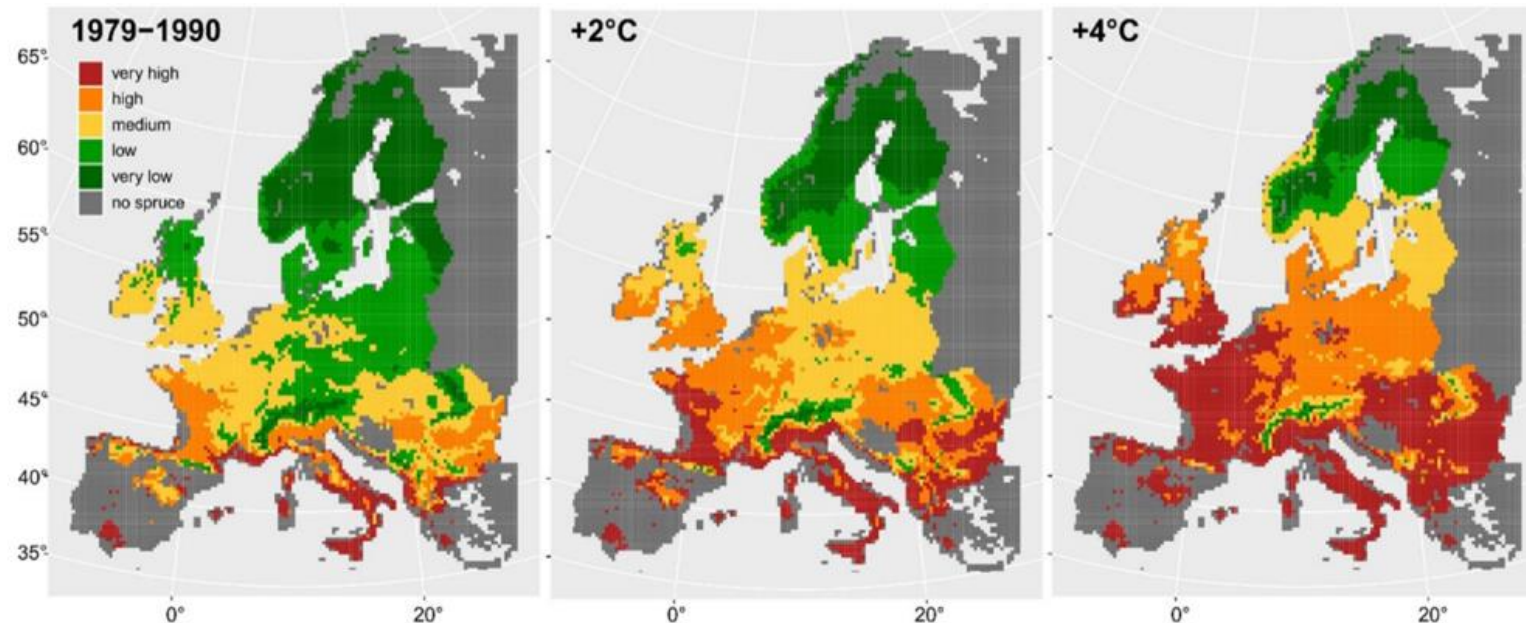 1979–1990
+2°C
+4°C
very high
high
medium
low
very low
no spruce
65°
60°
55°
50°
45°
40°
35°
0°
20°
0°
20°
0°
20°